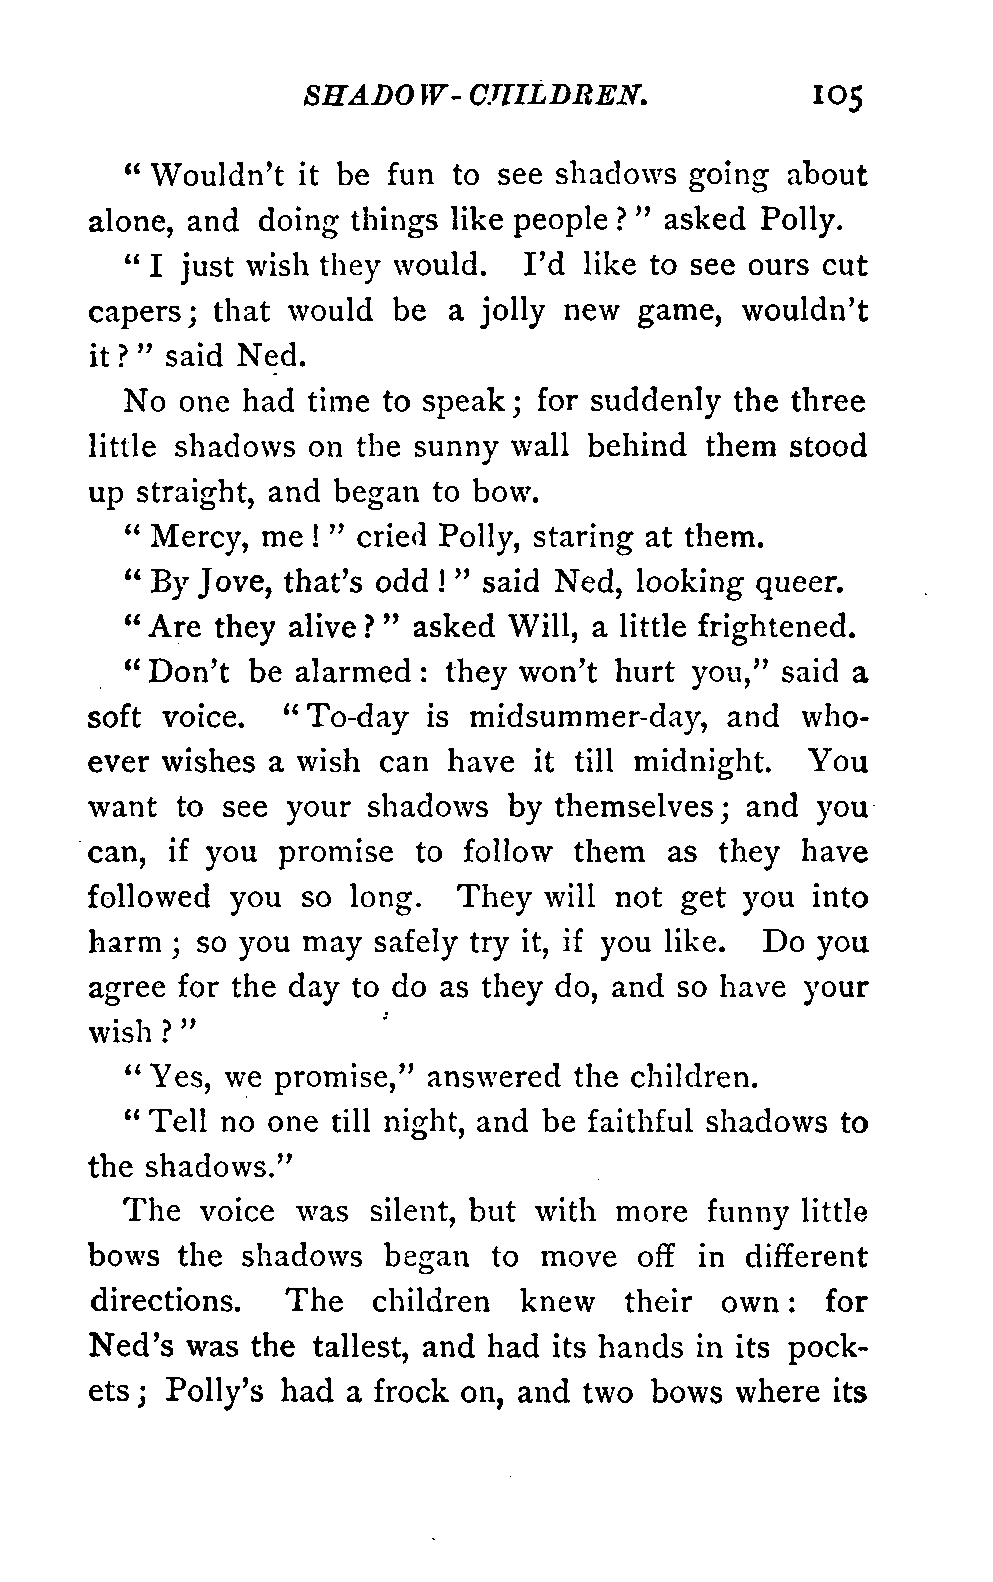 SHADOW-CHILDREN. 105
“Wouldn't it be fun to see shadows going about
alone, and doing things like people?” asked Polly.
“I just wish they would. I'd like to see ours cut
capers; that would be a jolly new game, wouldn't
it?” said Ned.
No one had time to speak; for suddenly the three
little shadows on the sunny wall behind them stood
up straight, and began to bow.
“Mercy, me!” cried Polly, staring at them.
“By Jove, that's odd!” said Ned, looking queer.
“Are they alive?” asked Will, a little frightened.
“Don't be alarmed: they won't hurt you,” said a
soft voice. “To-day is midsummer-day, and who-
ever wishes a wish can have it till midnight. You
want to see your shadows by themselves; and you
can, if you promise to follow them as they have
followed you so long. They will not get you into
harm; so you may safely try it, if you like. Do you
agree for the day to do as they do, and so have your
wish?”
“Yes, we promise,” answered the children.
“Tell no one till night, and be faithful shadows to
the shadows.”
The voice was silent, but with more funny little
bows the shadows began to move off in different
directions. The children knew their own: for
Ned's was the tallest, and had its hands in its pock-
ets; Polly's had a frock on, and two bows where its